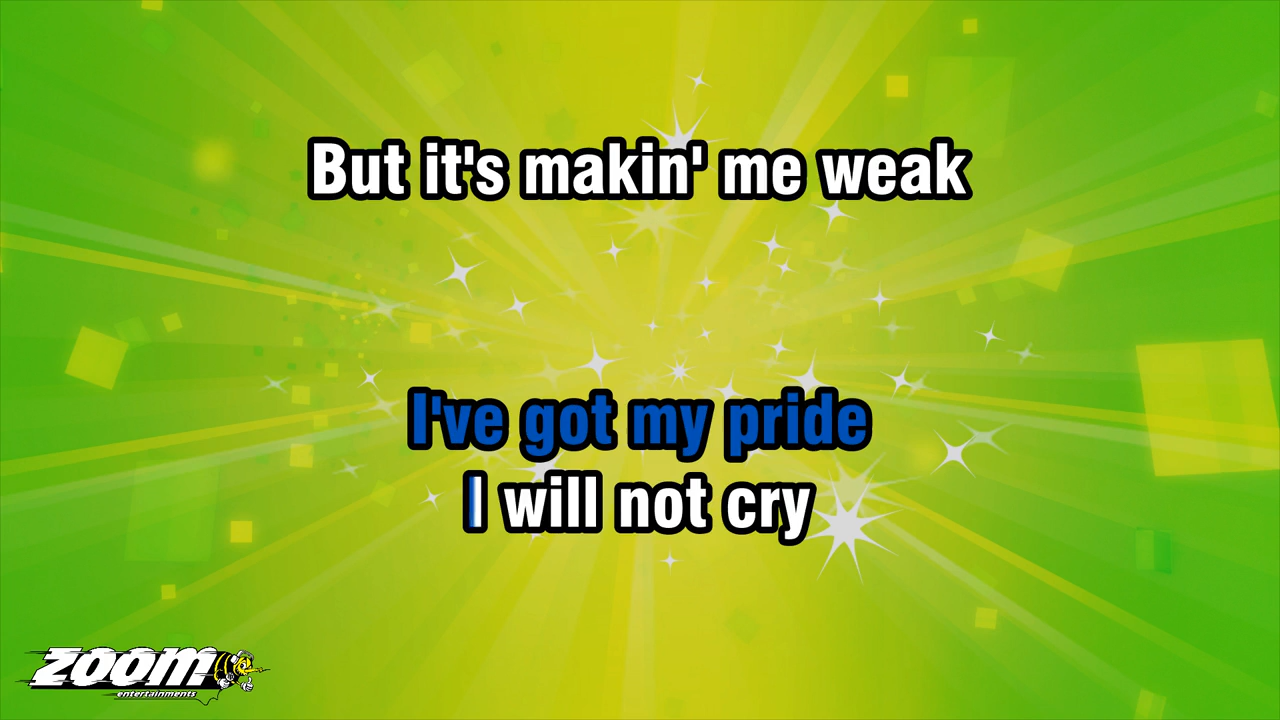 But it's makin' me weak
I've got my pride
I will not cry
ZOOM
entertainments